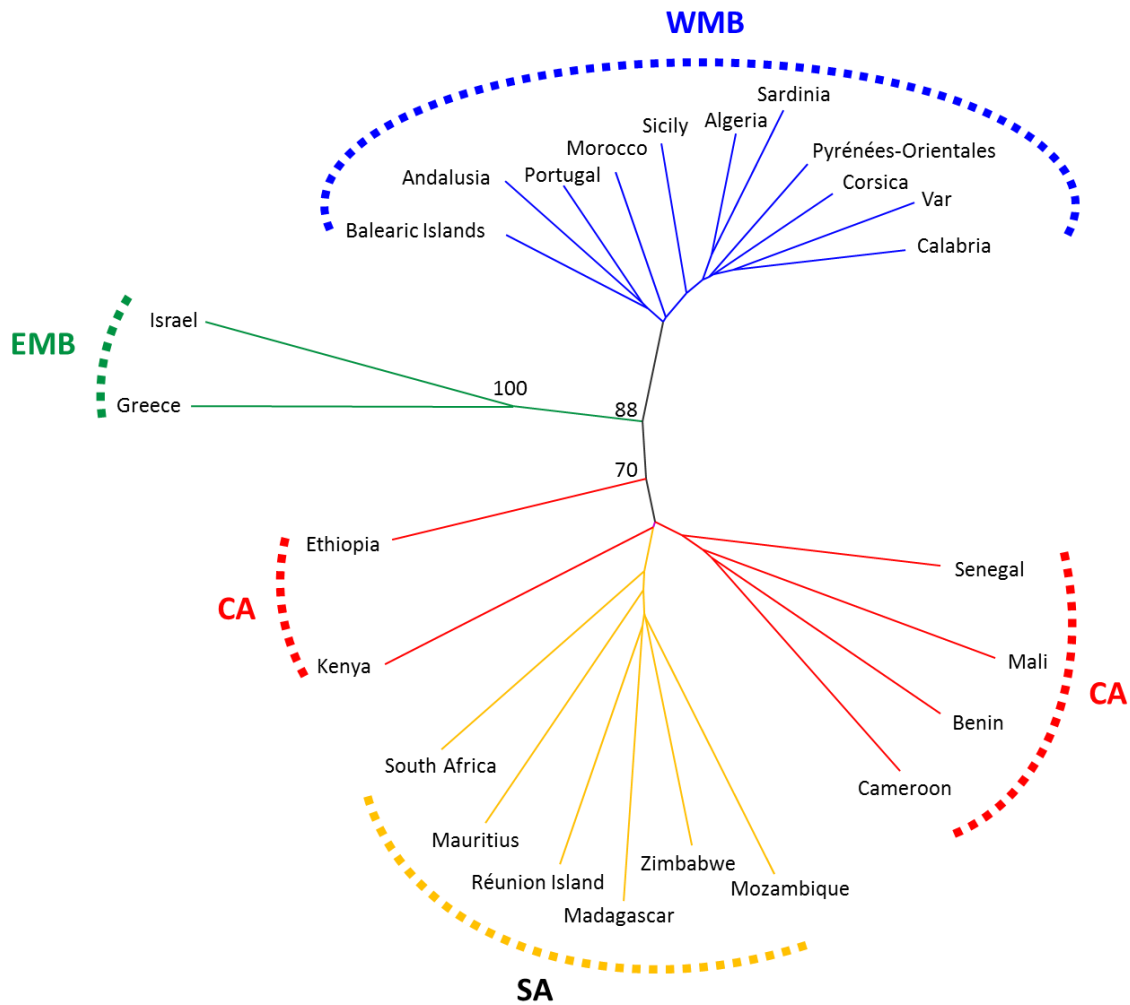 WMB
Sardinia
Algeria
Sicily
Morocco
Pyrénées-Orientales
Portugal
Andalusia
Corsica
Var
Balearic Islands
Calabria
Israel
EMB
100
Greece
88
70
Ethiopia
Senegal
CA
Kenya
Mali
CA
Benin
South Africa
Cameroon
Mauritius
Zimbabwe
Réunion Island
Mozambique
Madagascar
SA